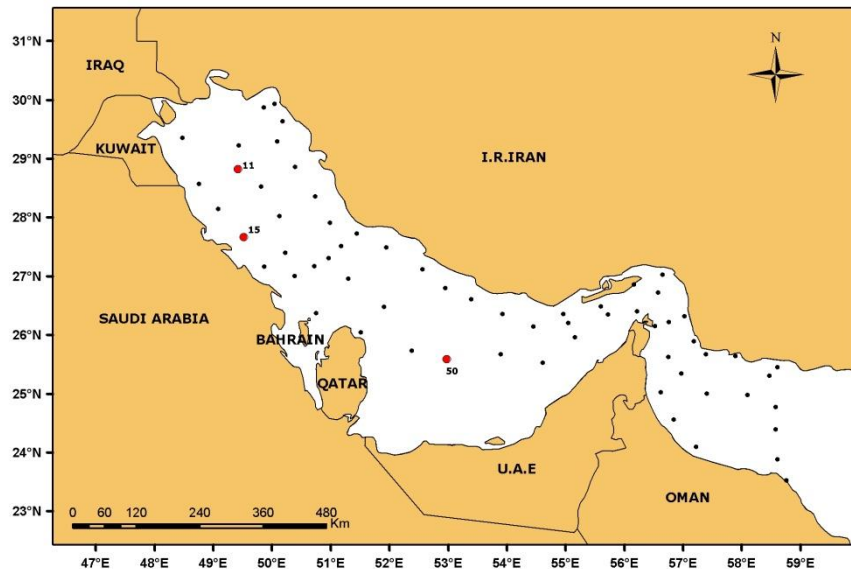 N
31°N
IRAQ
30°N
KUWAIT
29°N
11
I.R.IRAN
28°N
15
27°N
SAUDI ARABIA
26°N
BAHRAIN
50
QATAR
25°N
24°N
U.A.E
OMAN
23°N
0 60 120 240 360 480
Km
47°E 48°E 49°E 50°E 51°E 52°E 53°E 54°E 55°E 56°E 57°E 58°E 59°E